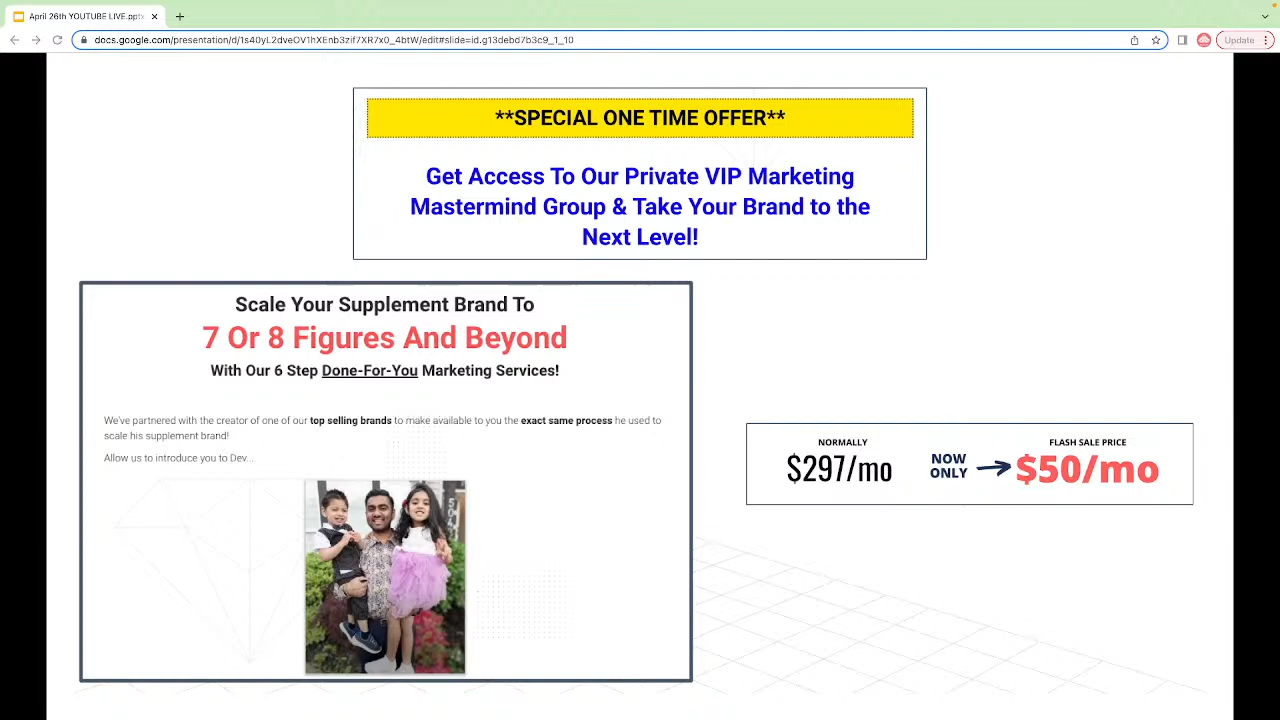 April 26th YOUTUBE LIVE.pptx
docs.google.com/presentation/d/1s40yL2dveOV1hXEnb3zif7XR7x0_4btW/edit#slide=id.g13debd7b3c9_1_10
Update
**SPECIAL ONE TIME OFFER**
Get Access To Our Private VIP Marketing
Mastermind Group & Take Your Brand to the
Next Level!
Scale Your Supplement Brand To
7 Or 8 Figures And Beyond
With Our 6 Step Done-For-You Marketing Services!
We've partnered with the creator of one of our top selling brands to make available to you the exact same process he used to
scale his supplement brand!
Allow us to introduce you to Dev...
NORMALLY
$297/mo
NOW
ONLY
FLASH SALE PRICE
$50/mo